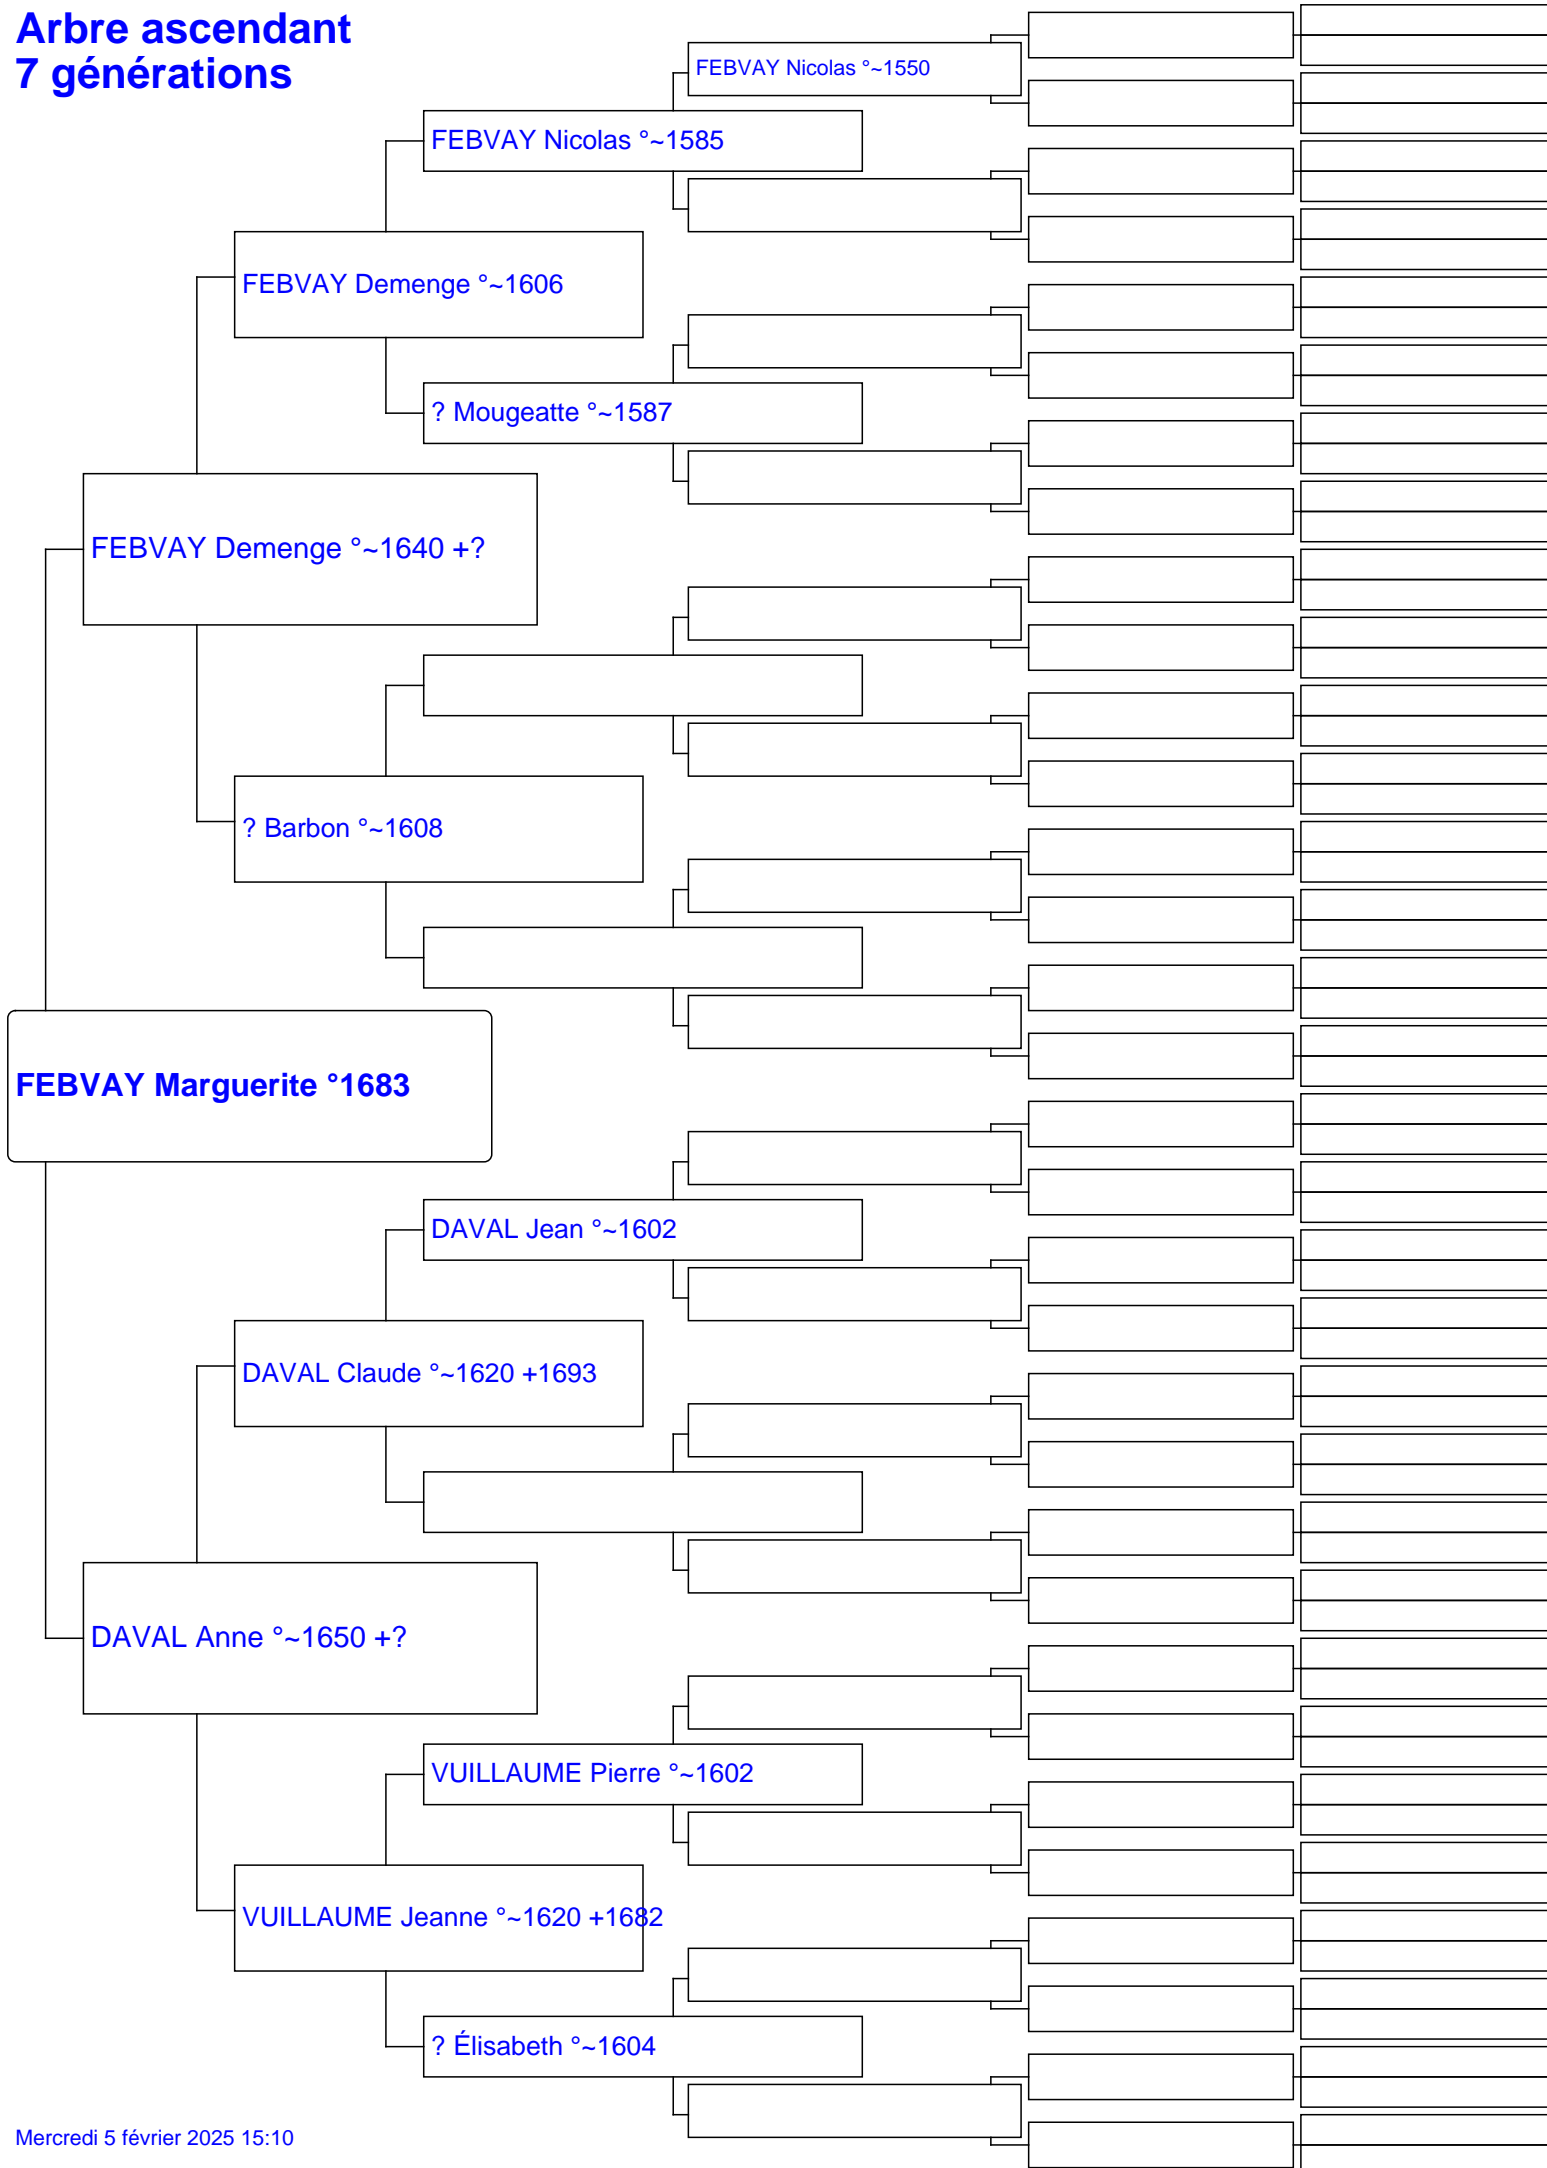 Arbre ascendant
7 générations
FEBVAY Nicolas °~1550
FEBVAY Nicolas °~1585
FEBVAY Demenge °~1606
? Mougeatte °~1587
FEBVAY Demenge °~1640 +?
? Barbon °~1608
FEBVAY Marguerite °1683
DAVAL Jean °~1602
DAVAL Claude °~1620 +1693
DAVAL Anne °~1650 +?
VUILLAUME Pierre °~1602
VUILLAUME Jeanne °~1620 +1682
? Élisabeth °~1604
Mercredi 5 février 2025 15:10